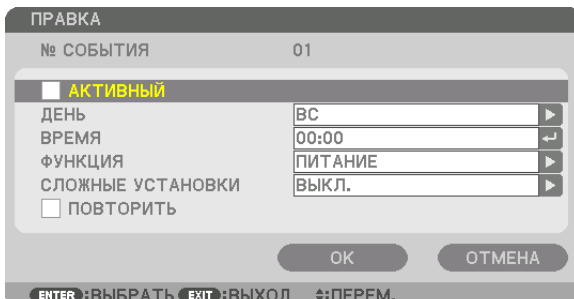 ПРАВКА
№ СОБЫТИЯ 01
АКТИВНЫЙ
ДЕНЬ ВС
ВРЕМЯ 00:00
ФУНКЦИЯ ПИТАНИЕ
СЛОЖНЫЕ УСТАНОВКИ ВЫКЛ.
ПОВТОРИТЬ
OK ОТМЕНА
ENTER :ВЫБРАТЬ EXIT :ВЫХОД :ПЕРЕМ.